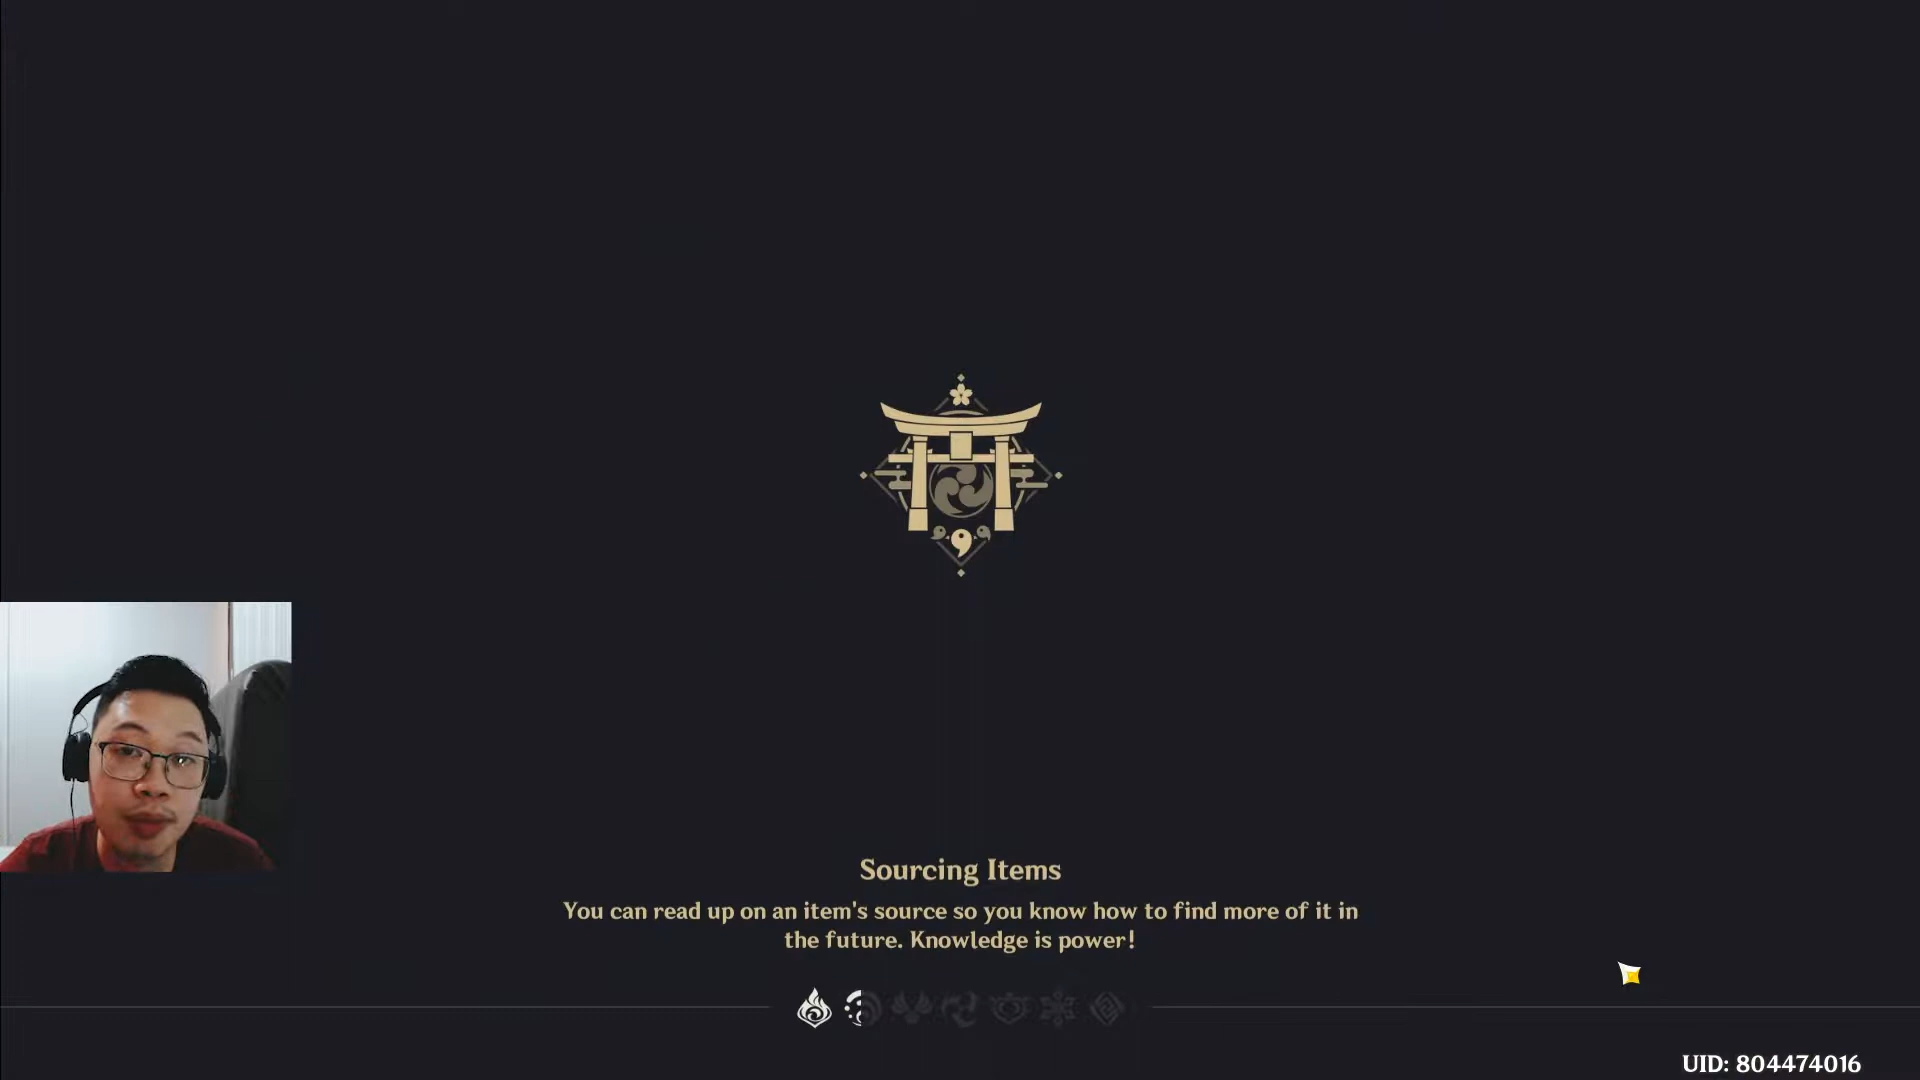 Sourcing Items
You can read up on an item's source so you know how to find more of it in
the future. Knowledge is power!
UID: 804474016